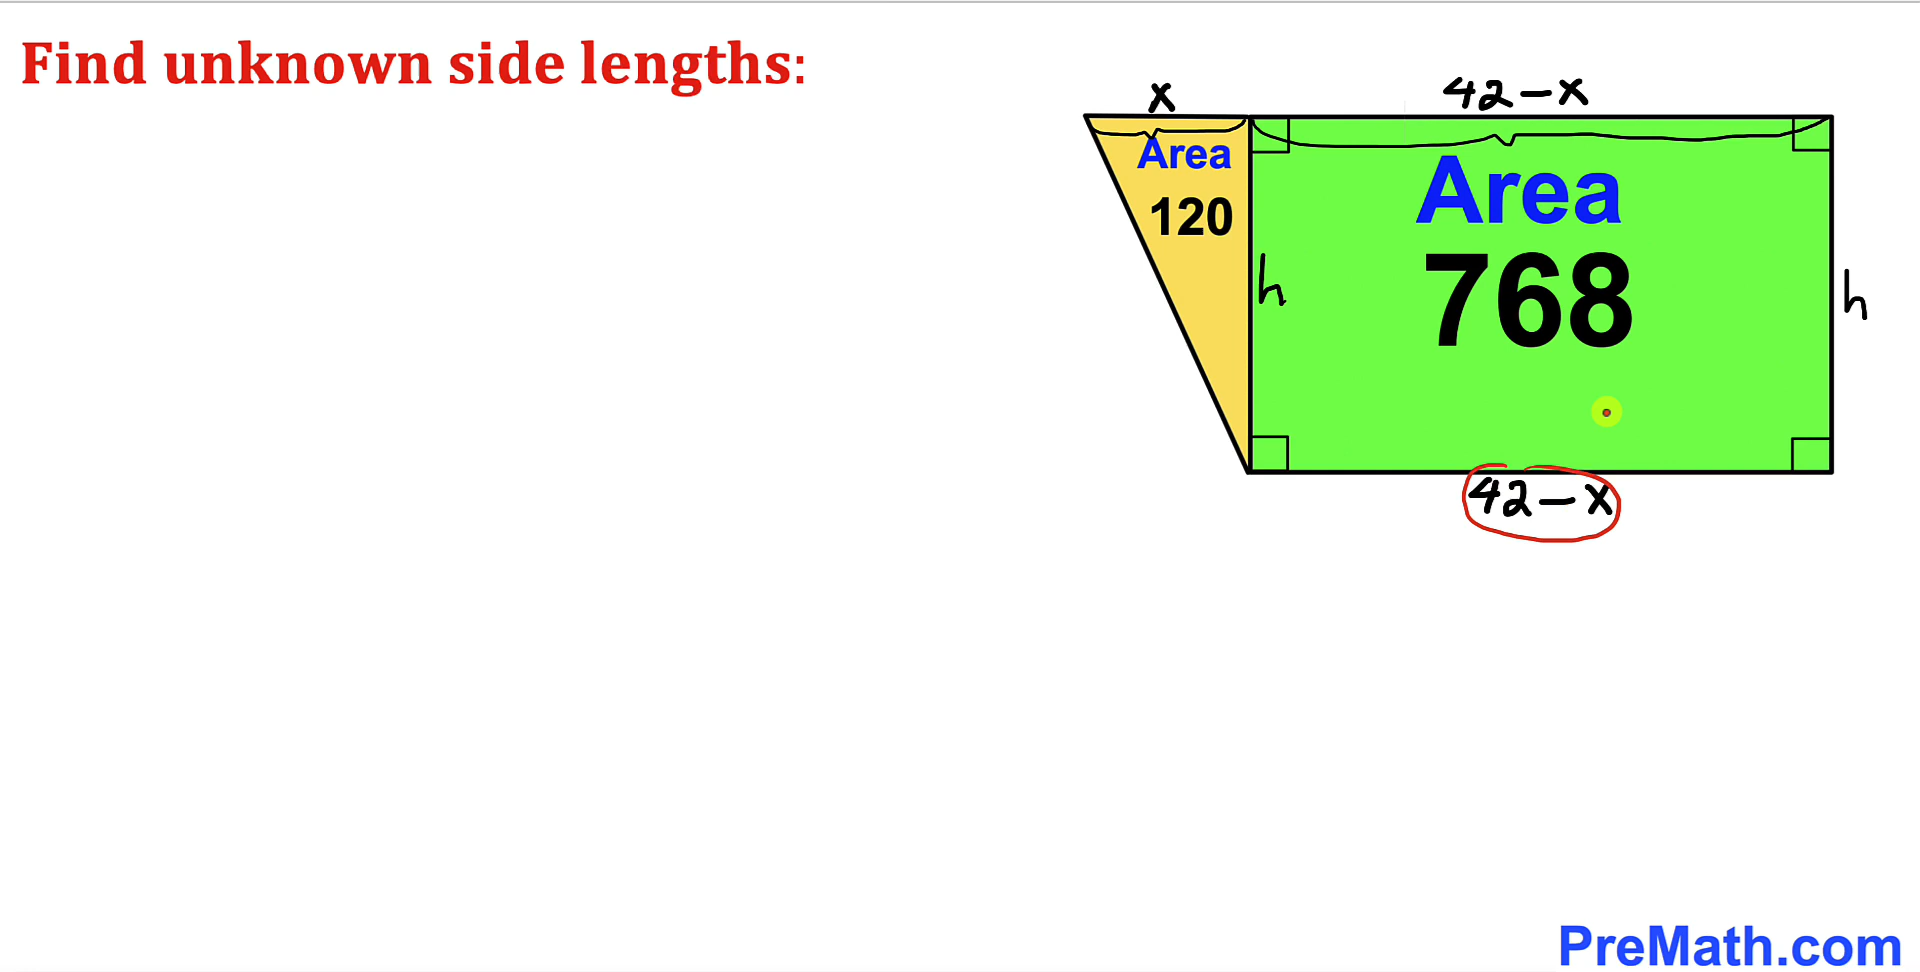 Find unknown side lengths:
x
42-x
Area
120
Area
768
h
h
42-x
PreMath.com